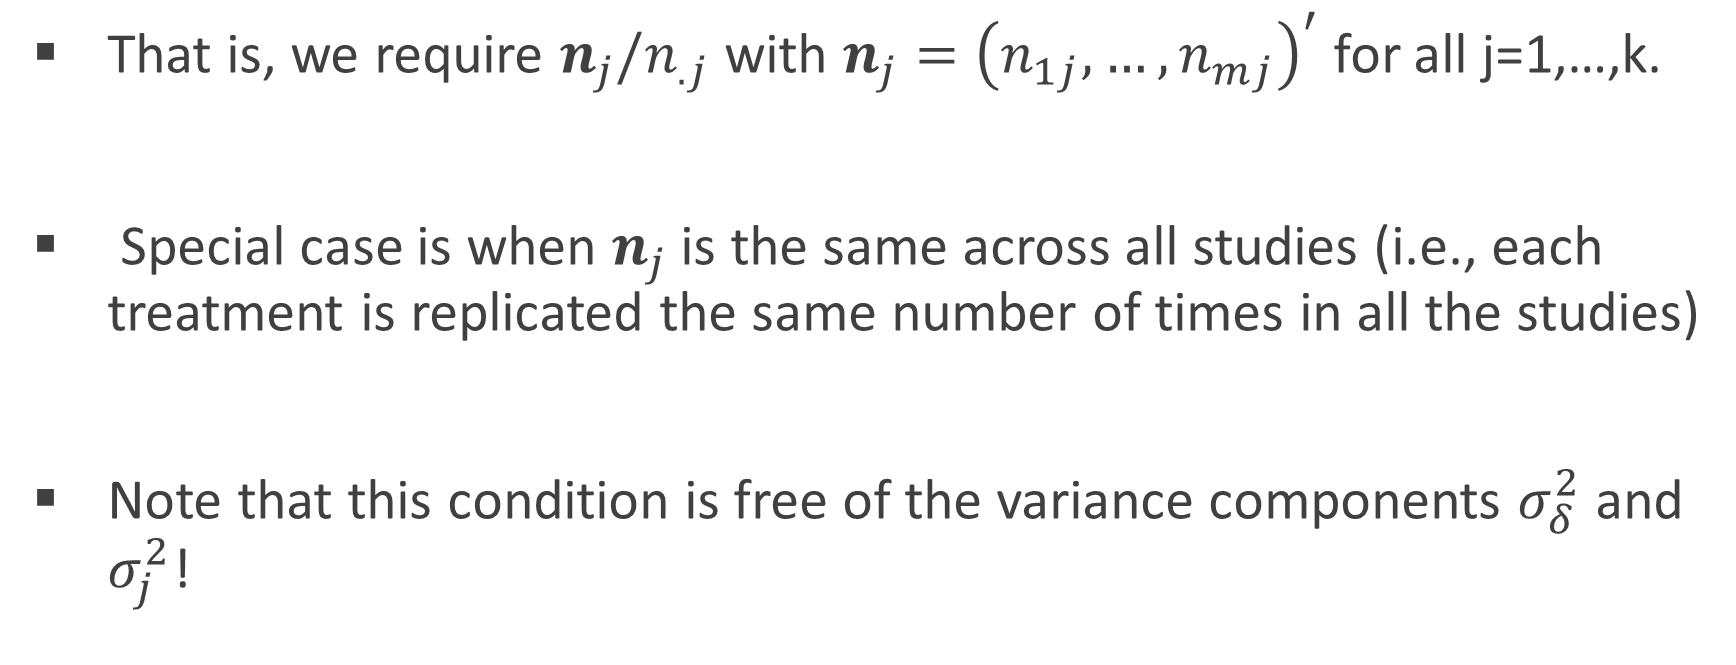 ▪ That is, we require 𝒏ⱼ/n.ⱼ with 𝒏ⱼ = (n₁ⱼ, … , nₘⱼ)′ for all j=1,…,k.
▪ Special case is when 𝒏ⱼ is the same across all studies (i.e., each
treatment is replicated the same number of times in all the studies)
▪ Note that this condition is free of the variance components σ_δ² and
σⱼ²!